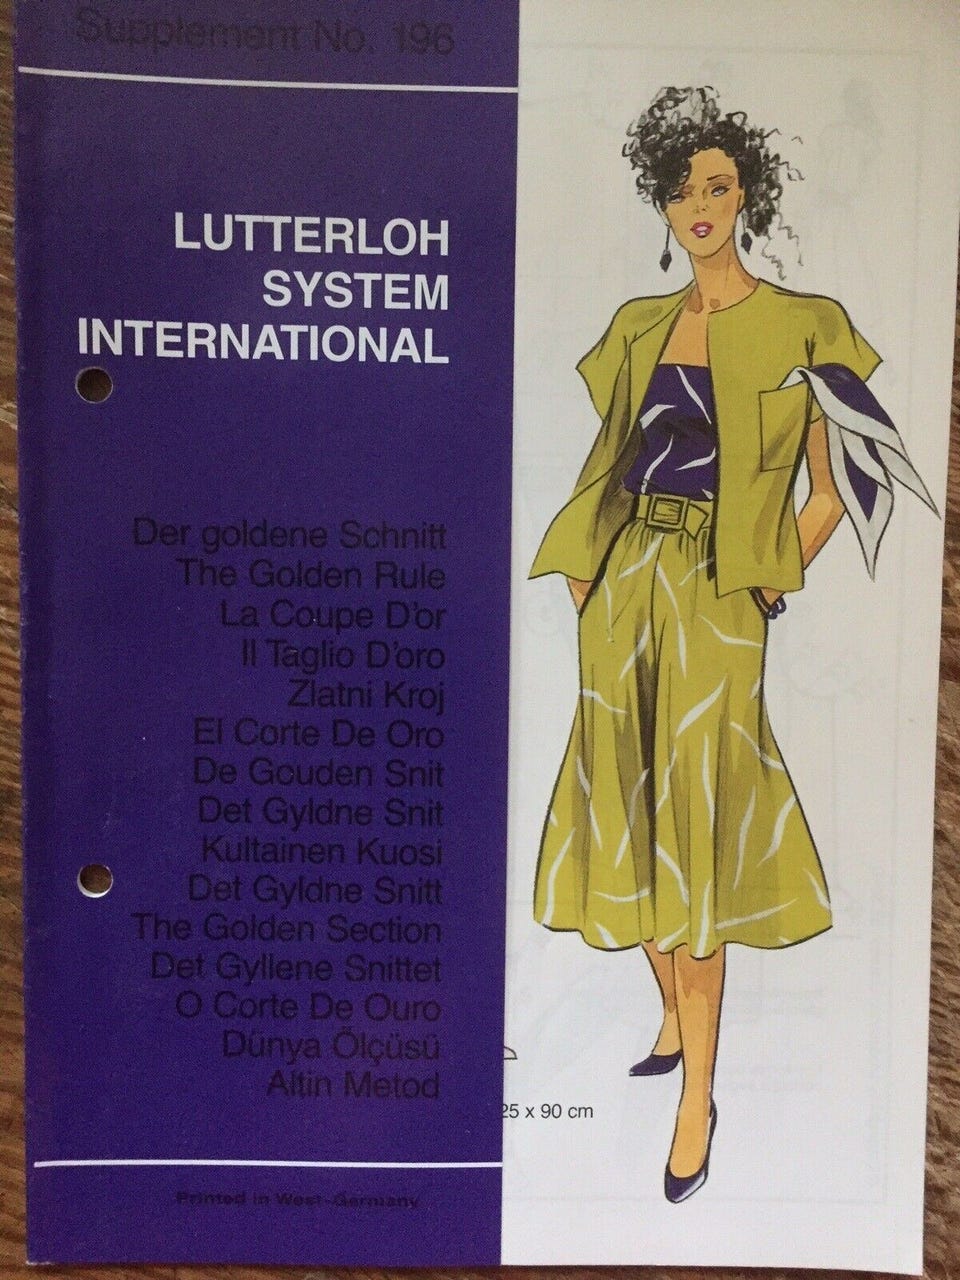 Supplement No. 196
LUTTERLOH
SYSTEM
INTERNATIONAL
Der goldene Schnitt
The Golden Rule
La Coupe D'or
Il Taglio D'oro
Zlatni Kroj
El Corte De Oro
De Gouden Snit
Det Gyldne Snit
Kultainen Kuosi
Det Gyldne Snitt
The Golden Section
Det Gyllene Snittet
O Corte De Ouro
Dünya Ölçüsü
Altin Metod
25 x 90 cm
Printed in West-Germany